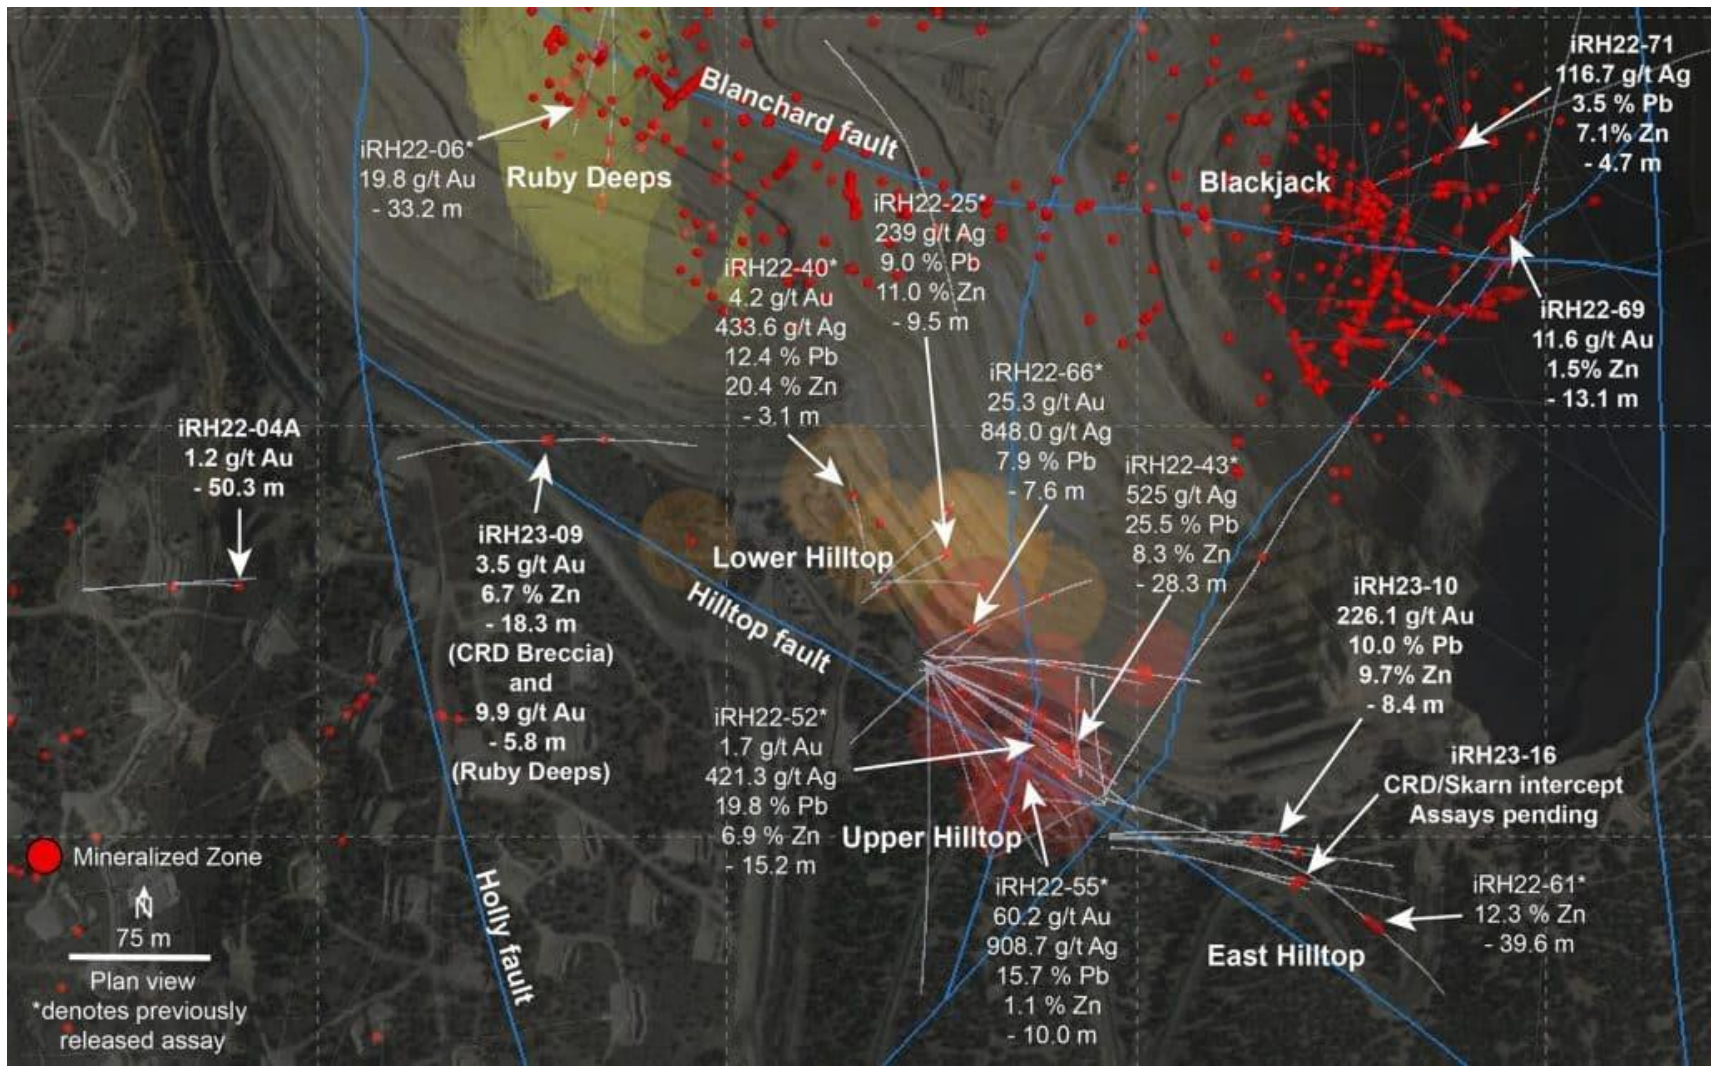 iRH22-71
116.7 g/t Ag
3.5 % Pb
7.1% Zn
- 4.7 m
Blanchard fault
iRH22-06*
19.8 g/t Au
- 33.2 m
Ruby Deeps
Blackjack
iRH22-25*
239 g/t Ag
9.0 % Pb
11.0 % Zn
- 9.5 m
iRH22-40*
4.2 g/t Au
433.6 g/t Ag
12.4 % Pb
20.4 % Zn
- 3.1 m
iRH22-69
11.6 g/t Au
1.5% Zn
- 13.1 m
iRH22-66*
25.3 g/t Au
848.0 g/t Ag
7.9 % Pb
- 7.6 m
iRH22-04A
1.2 g/t Au
- 50.3 m
iRH22-43*
525 g/t Ag
25.5 % Pb
8.3 % Zn
- 28.3 m
iRH23-09
3.5 g/t Au
6.7 % Zn
- 18.3 m
(CRD Breccia)
and
9.9 g/t Au
- 5.8 m
(Ruby Deeps)
Lower Hilltop
Hilltop fault
iRH23-10
226.1 g/t Au
10.0 % Pb
9.7% Zn
- 8.4 m
iRH22-52*
1.7 g/t Au
421.3 g/t Ag
19.8 % Pb
6.9 % Zn
- 15.2 m
iRH23-16
CRD/Skarn intercept
Assays pending
Upper Hilltop
iRH22-55*
60.2 g/t Au
908.7 g/t Ag
15.7 % Pb
1.1 % Zn
- 10.0 m
iRH22-61*
12.3 % Zn
- 39.6 m
East Hilltop
Holly fault
Mineralized Zone
N
75 m
Plan view
*denotes previously
released assay